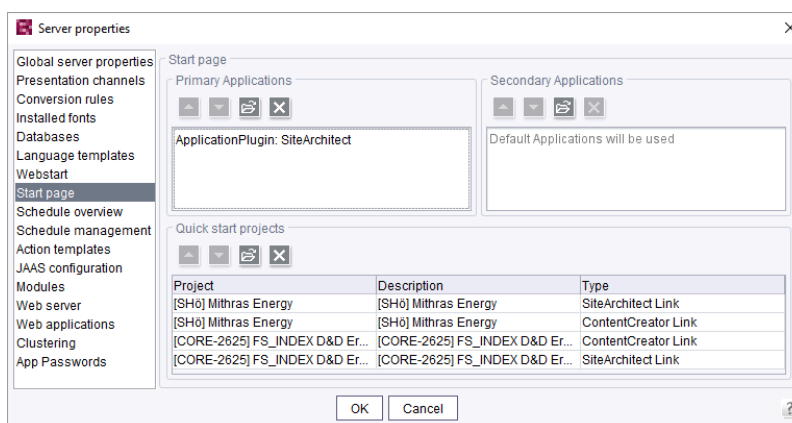 Server properties
Global server properties
Presentation channels
Conversion rules
Installed fonts
Databases
Language templates
Webstart
Start page
Schedule overview
Schedule management
Action templates
JAAS configuration
Modules
Web server
Web applications
Clustering
App Passwords
Start page
Primary Applications
ApplicationPlugin: SiteArchitect
Secondary Applications
Default Applications will be used
Quick start projects
Project Description Type
[SHö] Mithras Energy [SHö] Mithras Energy SiteArchitect Link
[SHö] Mithras Energy [SHö] Mithras Energy ContentCreator Link
[CORE-2625] FS_INDEX D&D Er... [CORE-2625] FS_INDEX D&D Er... ContentCreator Link
[CORE-2625] FS_INDEX D&D Er... [CORE-2625] FS_INDEX D&D Er... SiteArchitect Link
OK Cancel
?